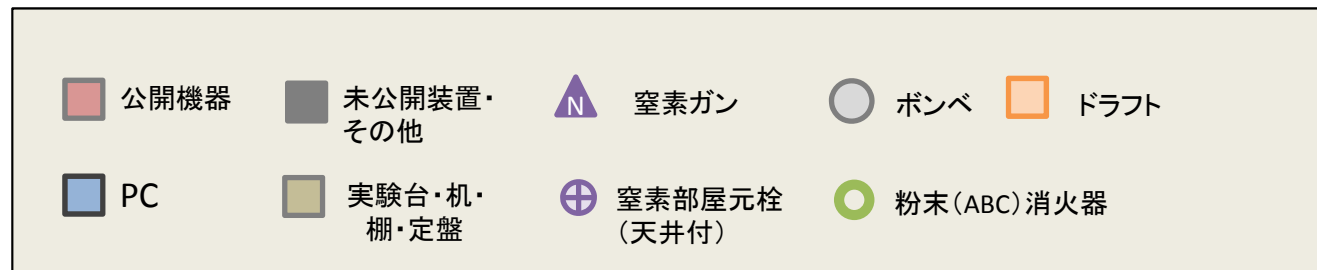 公開機器
未公開装置・
その他
N
窒素ガン
ボンベ
ドラフト
PC
実験台・机・
棚・定盤
窒素部屋元栓
（天井付）
粉末（ABC）消火器